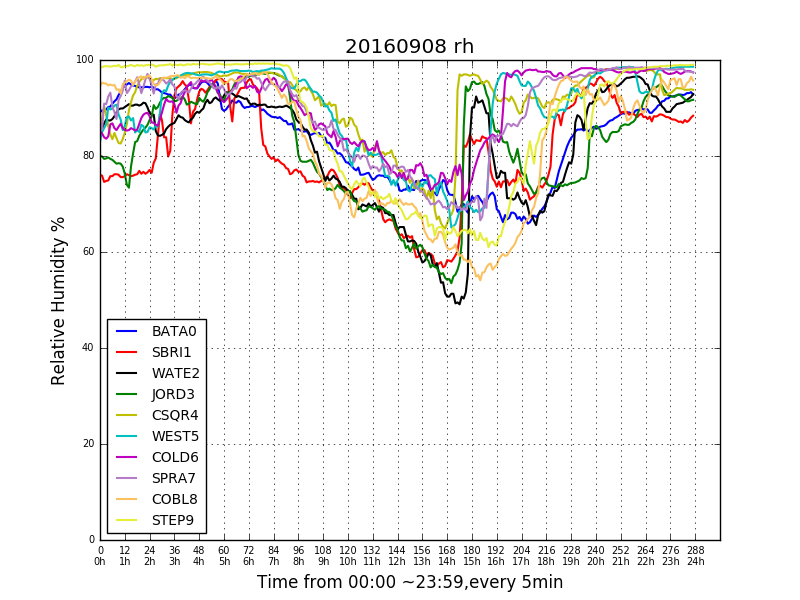 20160908 rh
100
80
60
40
20
0
Relative Humidity %
BATA0
SBRI1
WATE2
JORD3
CSQR4
WEST5
COLD6
SPRA7
COBL8
STEP9
0 12 24 36 48 60 72 84 96 108 120 132 144 156 168 180 192 204 216 228 240 252 264 276 288
0h 1h 2h 3h 4h 5h 6h 7h 8h 9h 10h 11h 12h 13h 14h 15h 16h 17h 18h 19h 20h 21h 22h 23h 24h
Time from 00:00 ~23:59,every 5min